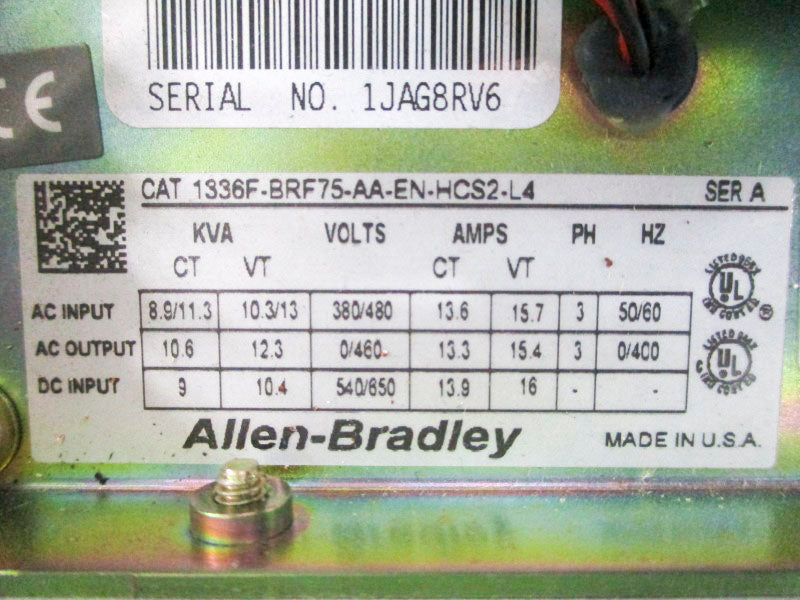 CE
SERIAL NO. 1JAG8RV6
CAT 1336F-BRF75-AA-EN-HCS2-L4 SER A
KVA VOLTS AMPS PH HZ
CT VT CT VT
AC INPUT 8.9/11.3 10.3/13 380/480 13.6 15.7 3 50/60
AC OUTPUT 10.6 12.3 0/460 13.3 15.4 3 0/400
DC INPUT 9 10.4 540/650 13.9 16 - -
UL ®
UL
Allen-Bradley MADE IN U.S.A.